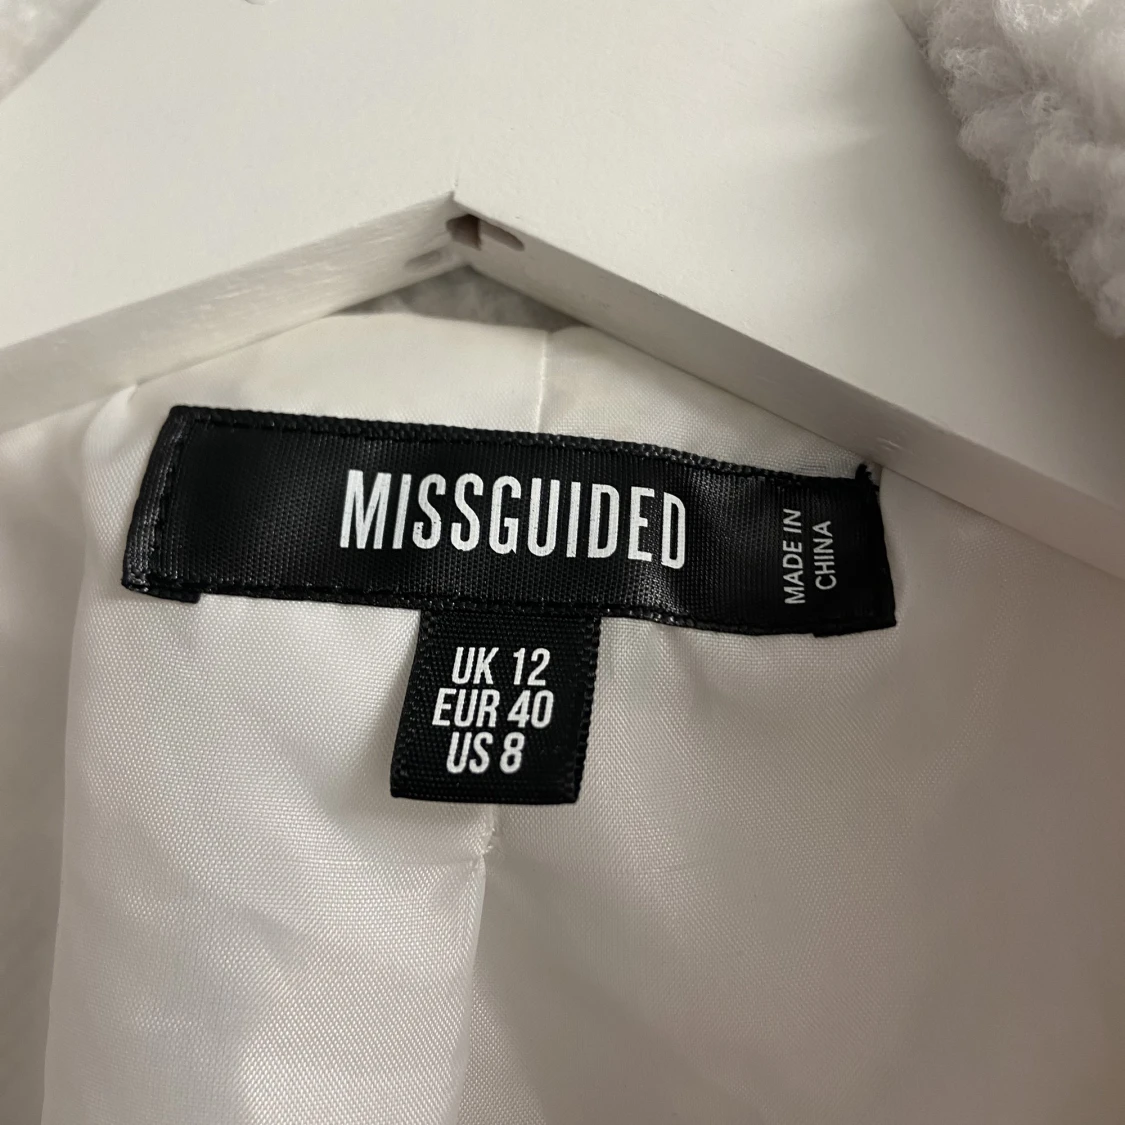 MISSGUIDED
MADE IN
CHINA
UK 12
EUR 40
US 8